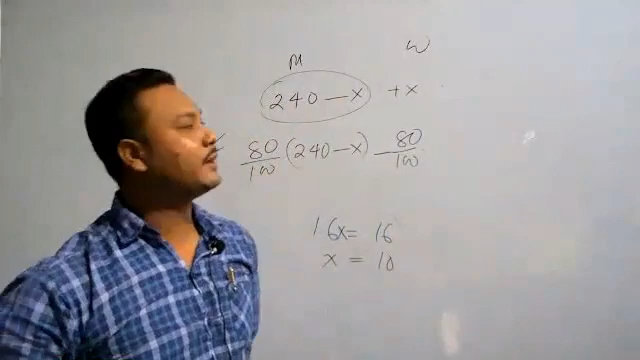 M W
240 - x + x
80/100 (240 - x) - 80/100
16x = 16
x = 10